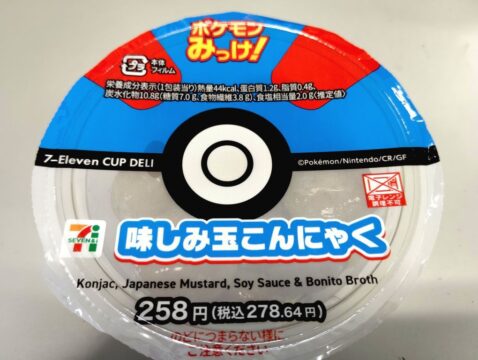 ポケモン
みっけ!
プラ
本体
フィルム
栄養成分表示(1包装当り)熱量44kcal、蛋白質1.2g、脂質0.4g、
炭水化物10.8g(糖質7.0g、食物繊維3.8g)、食塩相当量2.0g(推定値)
7-Eleven CUP DELI
©Pokémon/Nintendo/CR/GF
電子レンジ
調理不可
7
SEVEN&i
味しみ玉こんにゃく
Konjac, Japanese Mustard, Soy Sauce & Bonito Broth
258円(税込278.64円)
のどにつまらない様に
ご注意ください